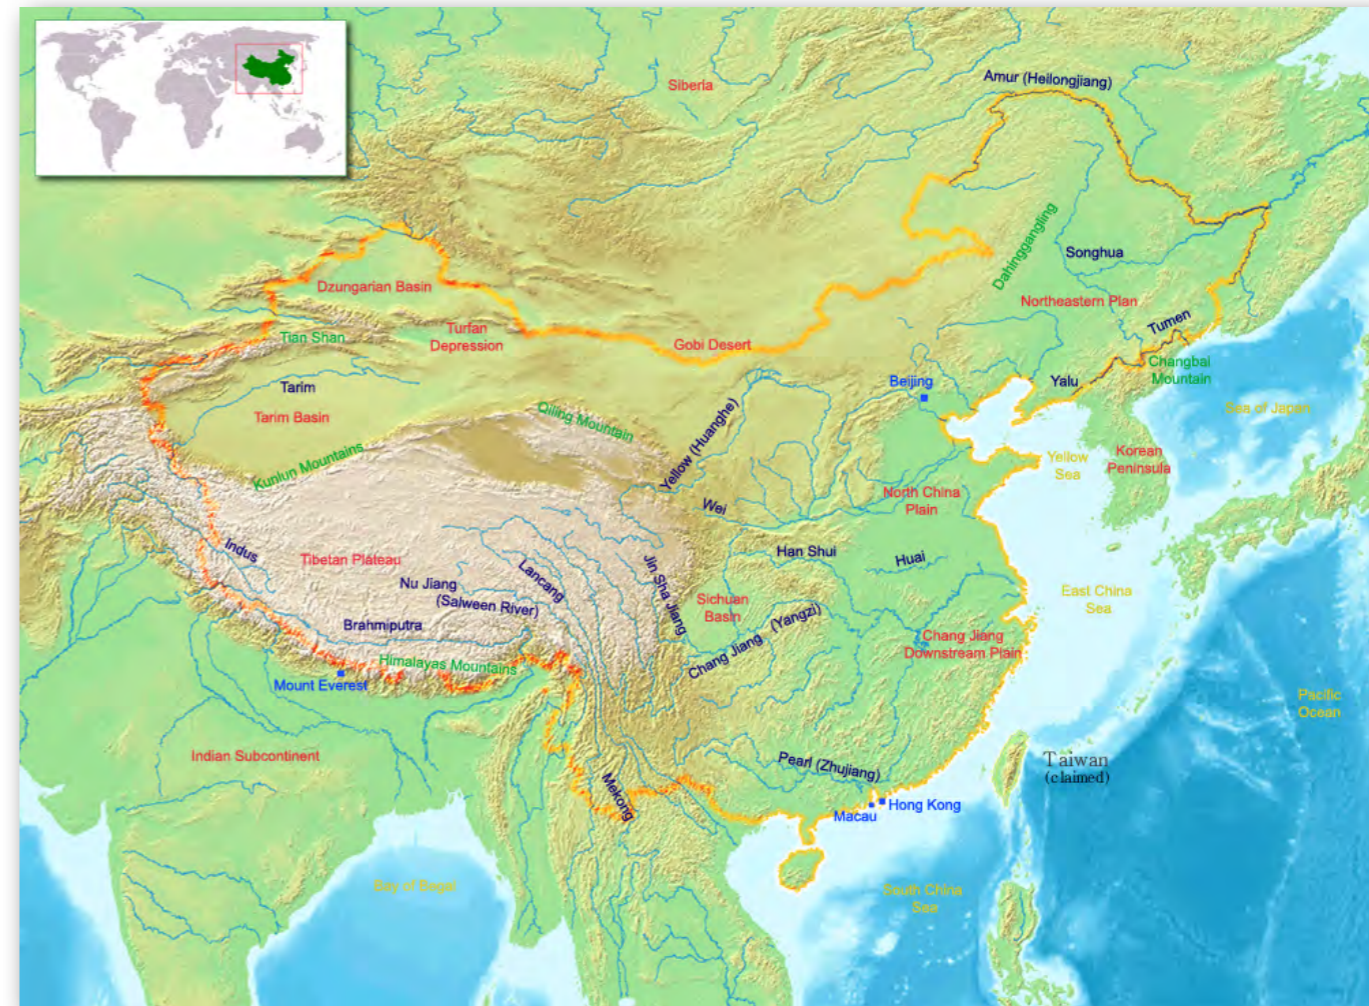 Siberia
Amur (Heilongjiang)
Dahinggangling
Songhua
Dzungarian Basin
Northeastern Plan
Tumen
Turfan
Depression
Tian Shan
Gobi Desert
Changbai
Mountain
Beijing
Yalu
Tarim
Tarim Basin
Qiling Mountain
Sea of Japan
Yellow (Huanghe)
Kunlun Mountains
Yellow
Sea
Korean
Peninsula
North China
Plain
Wei
Indus
Tibetan Plateau
Han Shui
Huai
Nu Jiang
(Salween River)
Lancang
Jin Sha Jiang
Sichuan
Basin
East China
Sea
Brahmiputra
Chang Jiang (Yangzi)
Chang Jiang
Downstream Plain
Himalayas Mountains
Mount Everest
Pacific
Ocean
Indian Subcontinent
Pearl (Zhujiang)
Taiwan
(claimed)
Mekong
Hong Kong
Macau
Bay of Begal
South China
Sea